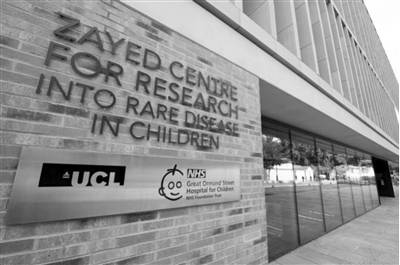 ZAYED CENTRE
FOR RESEARCH
INTO RARE DISEASE
IN CHILDREN
UCL
NHS
Great Ormond Street
Hospital for Children
NHS Foundation Trust